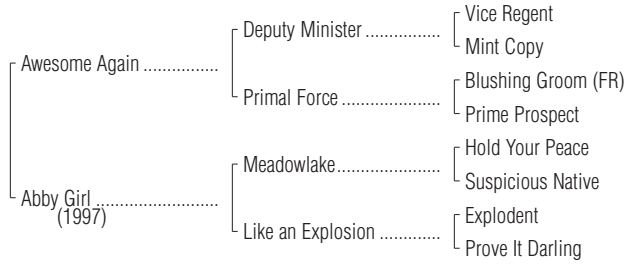 Vice Regent
Deputy Minister ..................
Mint Copy
Awesome Again ................
Blushing Groom (FR)
Primal Force ......................
Prime Prospect
Hold Your Peace
Meadowlake.......................
Suspicious Native
Abby Girl ...........................
(1997)
Explodent
Like an Explosion ..............
Prove It Darling